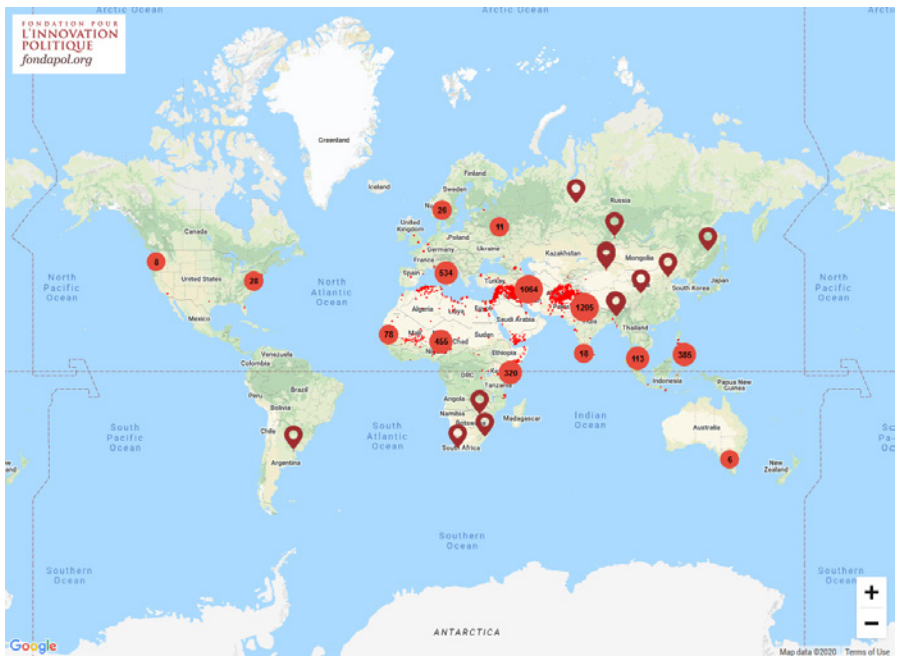 Arctic Ocean
Arctic Ocean
Arctic O
FONDATION POUR
L'INNOVATION
POLITIQUE
fondapol.org
Greenland
Iceland
Finland
Sweden
26
Russia
United
Kingdom
11
Canada
Poland
Germany
Ukraine
Kazakhstan
Mongolia
France
8
534
North
Pacific
Ocean
United States
28
North
Atlantic
Ocean
Spain
Turkey
1064
South Korea
Japan
North
Pacific
Ocean
Algeria
Libya
1205
Mexico
Saudi Arabia
India
Thailand
78
Mali
455
Chad
Sudan
Ethiopia
18
113
385
Venezuela
Colombia
DRC
320
Indonesia
Papua New
Guinea
Tanzania
Brazil
Peru
Angola
Bolivia
Namibia
Botswana
Madagascar
Indian
Ocean
South
Pacific
Ocean
South
Atlantic
Ocean
Australia
Chile
South Africa
Argentina
6
New
Zealand
Southern
Ocean
Southern
Ocean
Southern
Ocean
+
−
ANTARCTICA
Google
Map data ©2020
Terms of Use